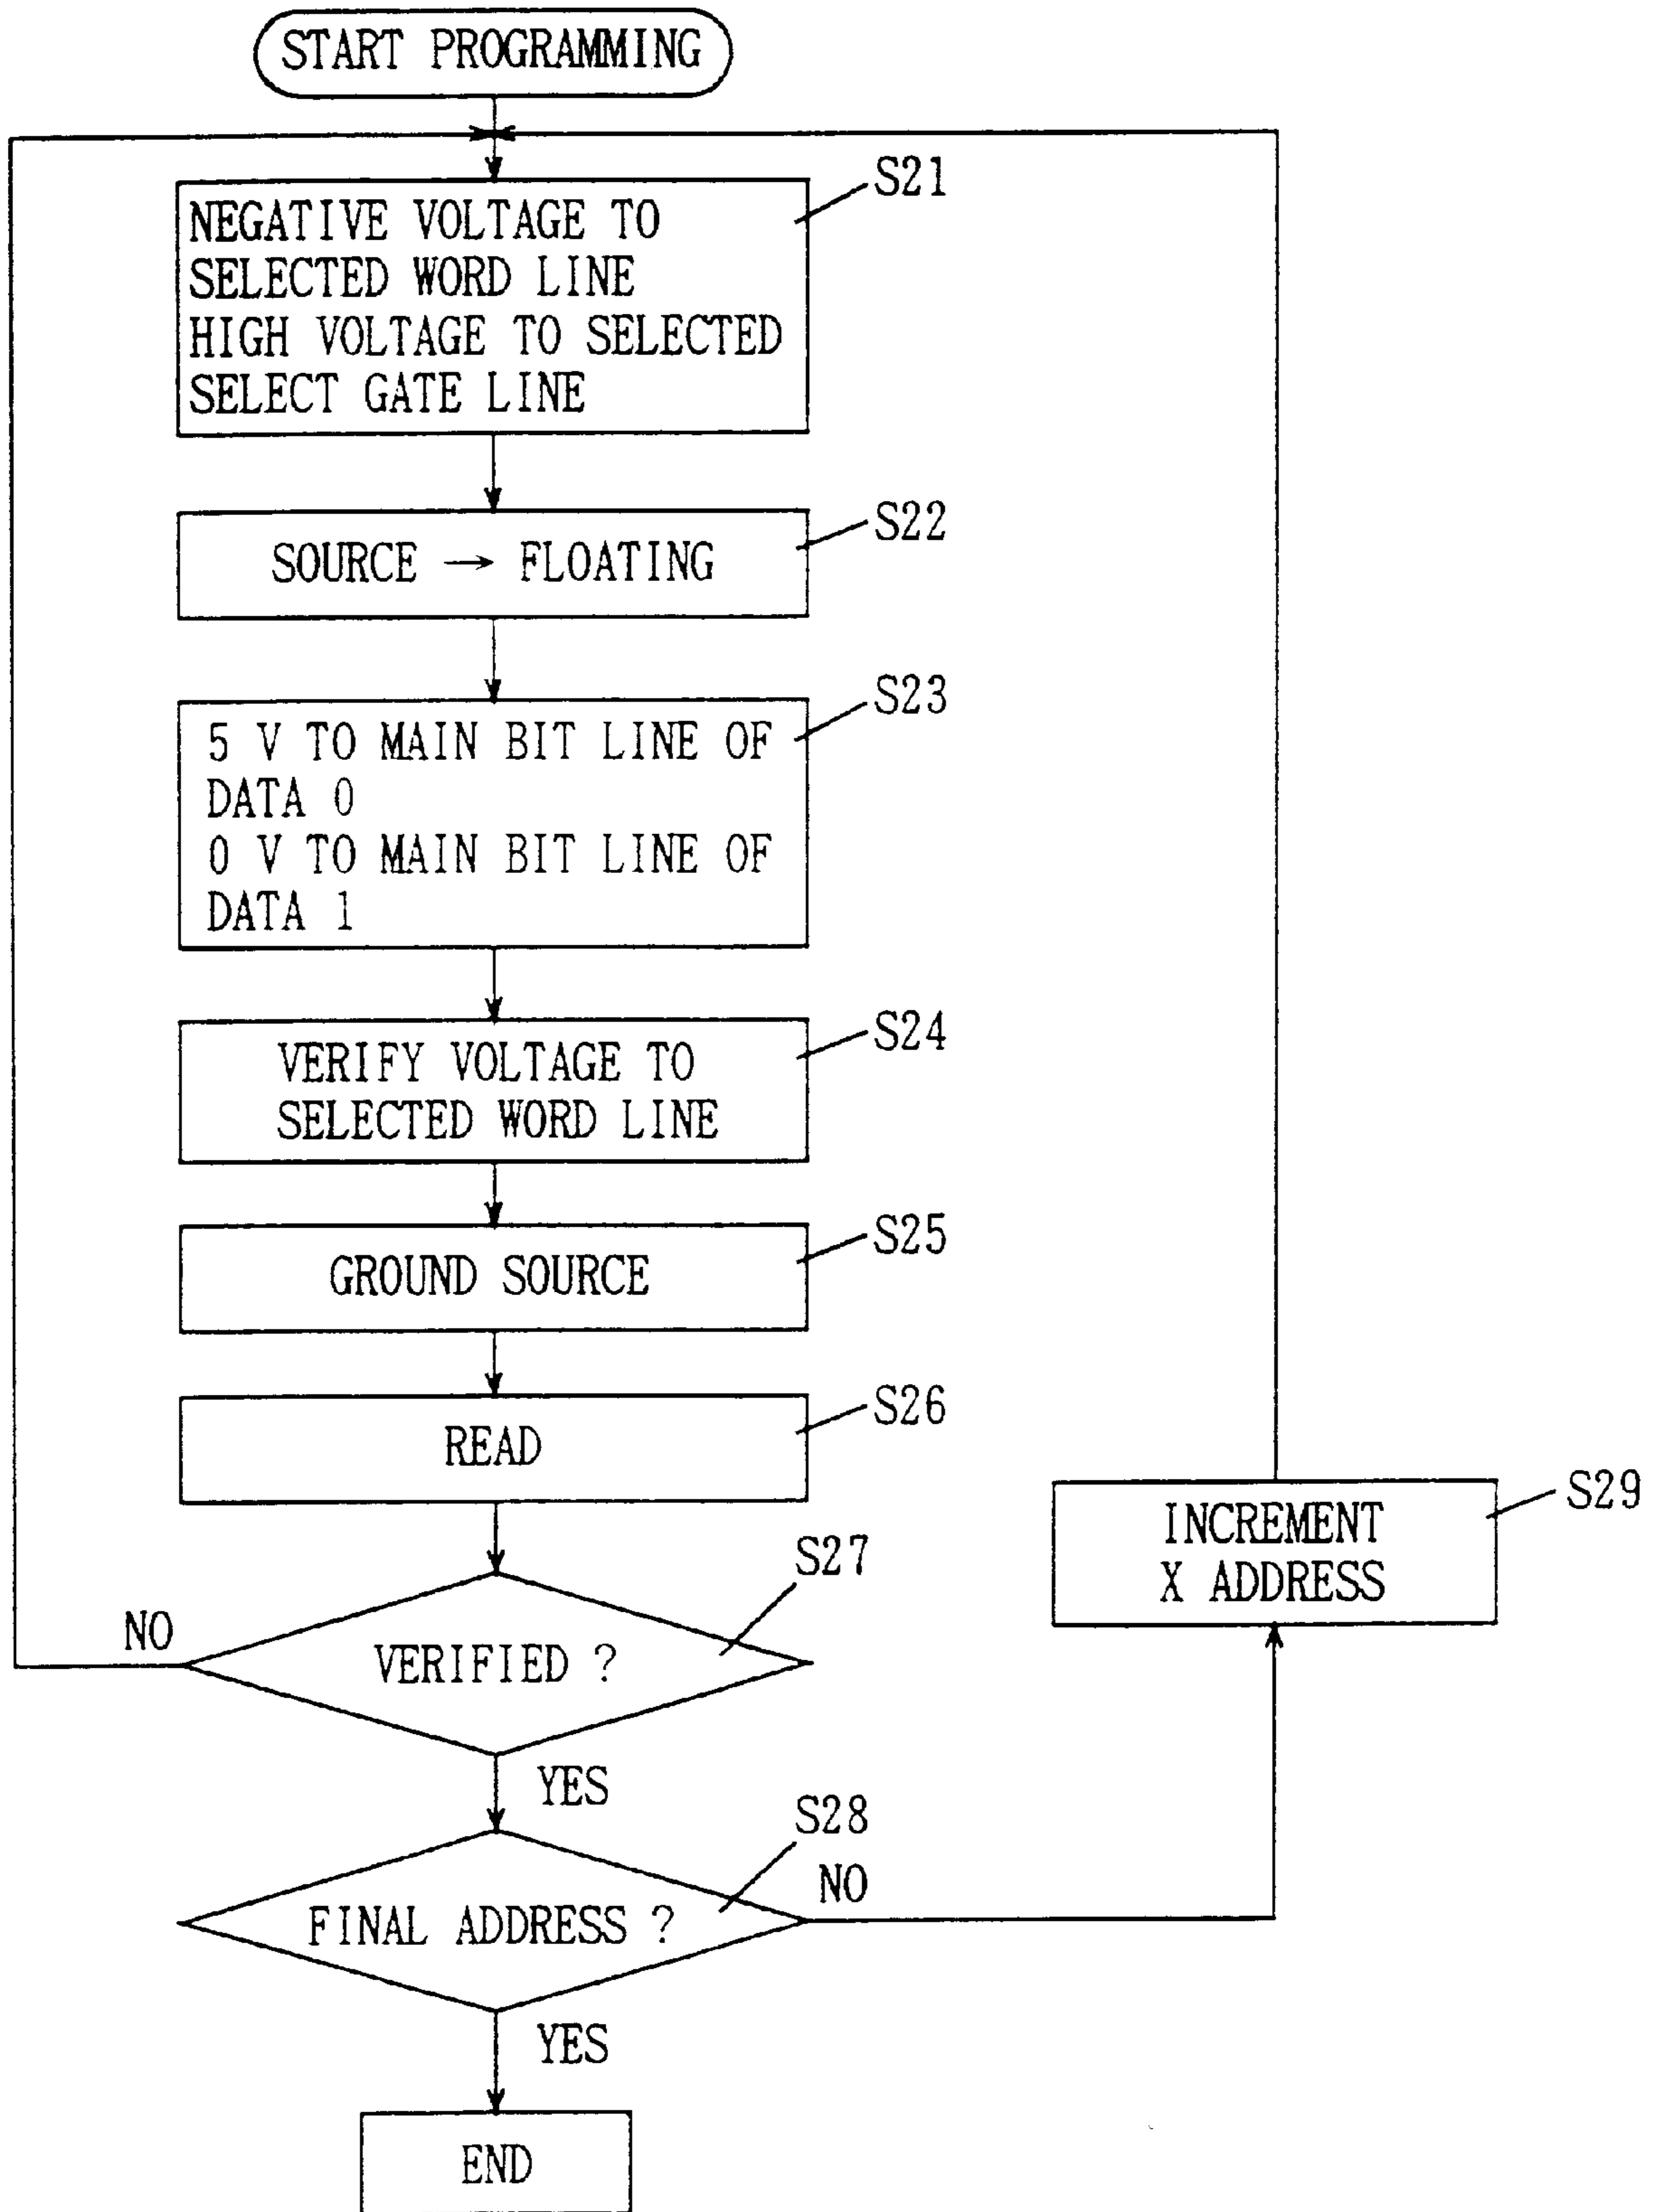 START PROGRAMMING
S21
NEGATIVE VOLTAGE TO
SELECTED WORD LINE
HIGH VOLTAGE TO SELECTED
SELECT GATE LINE
S22
SOURCE → FLOATING
S23
5 V TO MAIN BIT LINE OF
DATA 0
0 V TO MAIN BIT LINE OF
DATA 1
S24
VERIFY VOLTAGE TO
SELECTED WORD LINE
S25
GROUND SOURCE
S26
READ
S29
INCREMENT
X ADDRESS
S27
NO
VERIFIED ?
YES
S28
NO
FINAL ADDRESS ?
YES
END